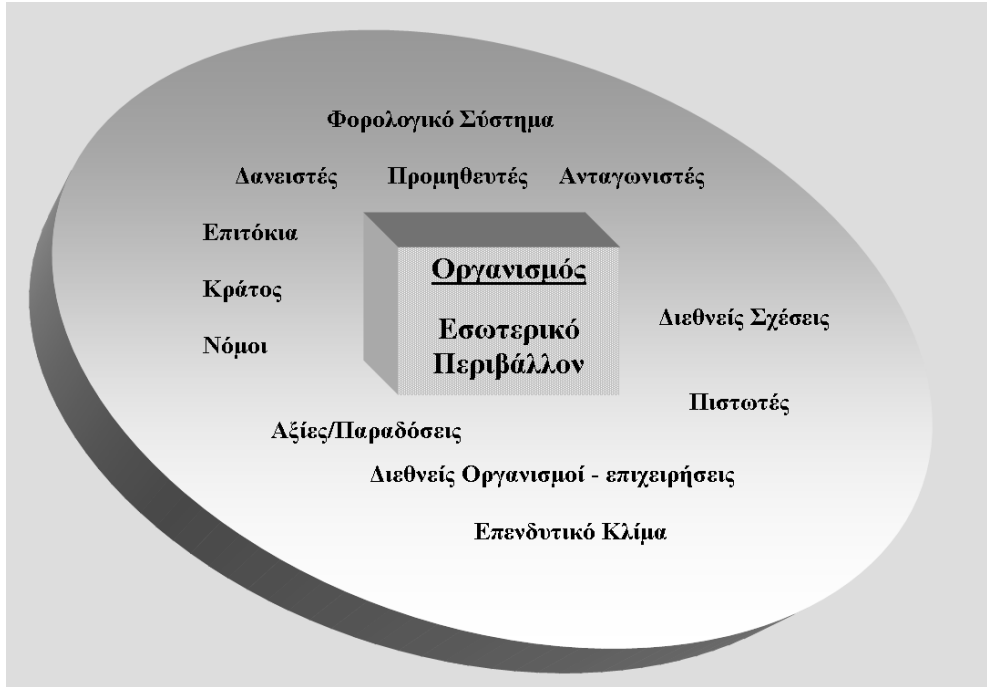 Φορολογικό Σύστημα
Δανειστές Προμηθευτές Ανταγωνιστές
Επιτόκια
Οργανισμός
Κράτος
Διεθνείς Σχέσεις
Εσωτερικό
Νόμοι
Περιβάλλον
Πιστωτές
Αξίες/Παραδόσεις
Διεθνείς Οργανισμοί - επιχειρήσεις
Επενδυτικό Κλίμα